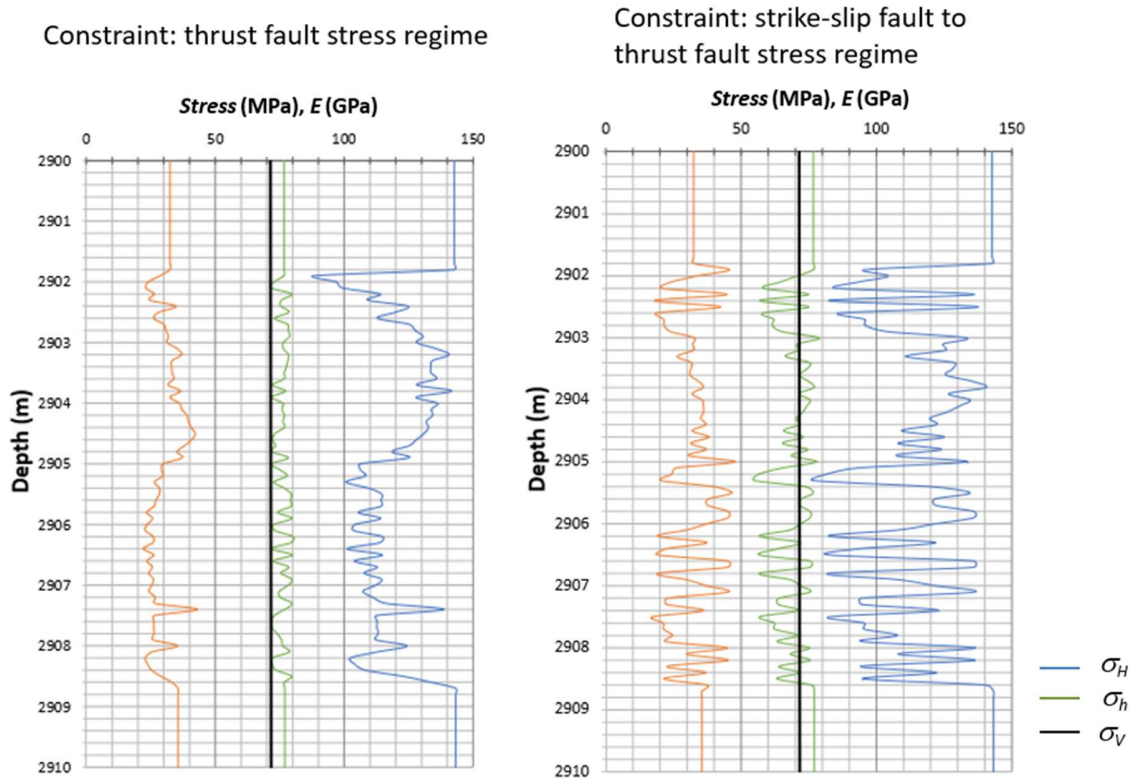 Constraint: thrust fault stress regime
Stress (MPa), E (GPa)
0 50 100 150
Depth (m)
2900
2901
2902
2903
2904
2905
2906
2907
2908
2909
2910
Constraint: strike-slip fault to
thrust fault stress regime
Stress (MPa), E (GPa)
0 50 100 150
Depth (m)
2900
2901
2902
2903
2904
2905
2906
2907
2908
2909
2910
σH
σh
σV